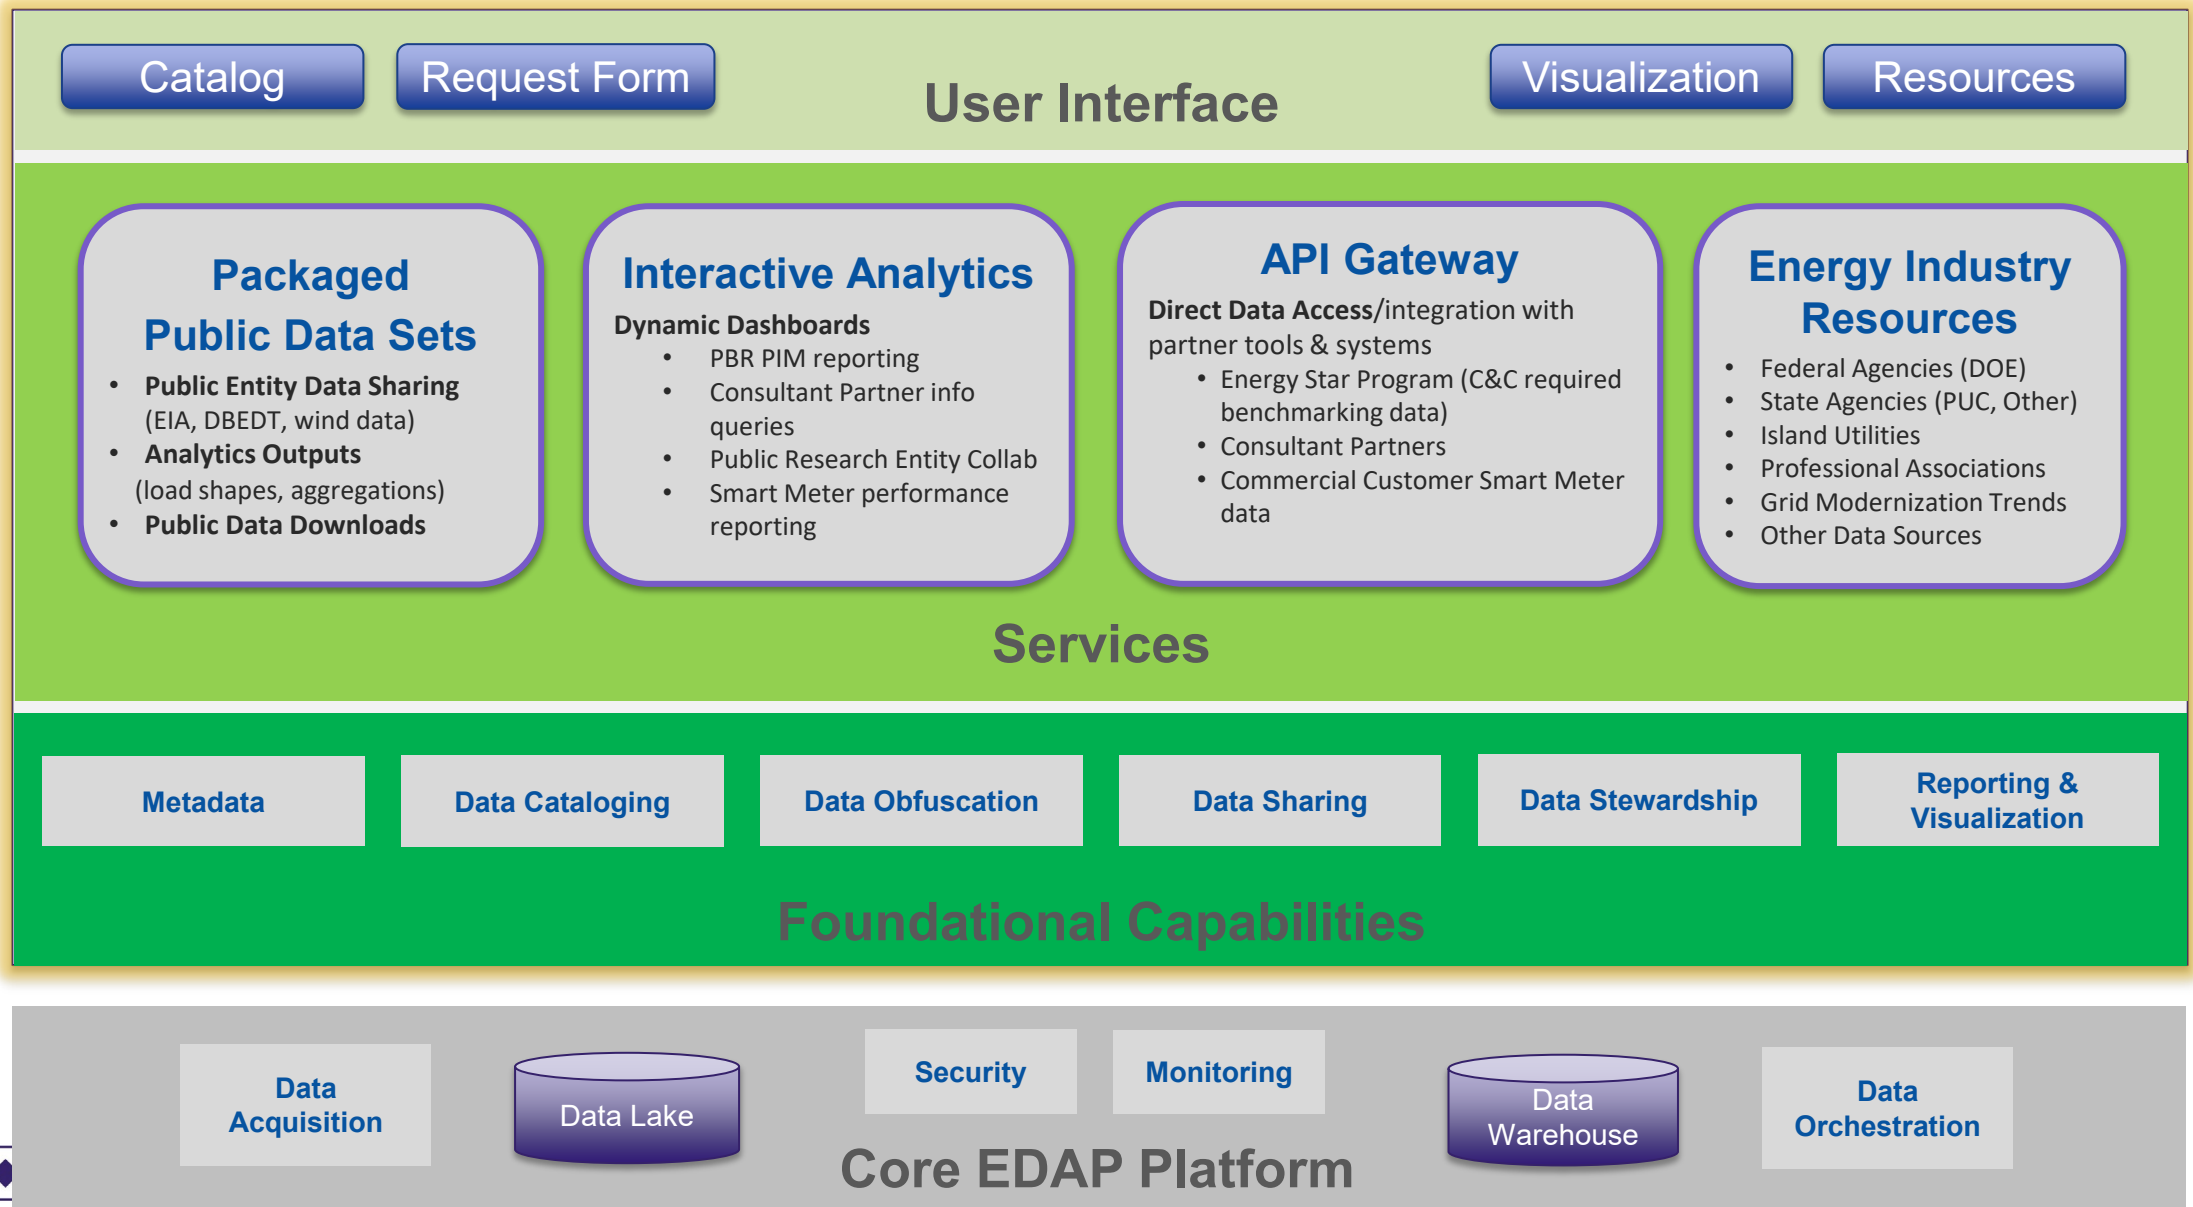 Catalog
Request Form
User Interface
Visualization
Resources
Packaged
Public Data Sets
• Public Entity Data Sharing
(EIA, DBEDT, wind data)
• Analytics Outputs
(load shapes, aggregations)
• Public Data Downloads
Interactive Analytics
Dynamic Dashboards
• PBR PIM reporting
• Consultant Partner info
queries
• Public Research Entity Collab
• Smart Meter performance
reporting
API Gateway
Direct Data Access/integration with
partner tools & systems
• Energy Star Program (C&C required
benchmarking data)
• Consultant Partners
• Commercial Customer Smart Meter
data
Energy Industry
Resources
• Federal Agencies (DOE)
• State Agencies (PUC, Other)
• Island Utilities
• Professional Associations
• Grid Modernization Trends
• Other Data Sources
Services
Metadata
Data Cataloging
Data Obfuscation
Data Sharing
Data Stewardship
Reporting &
Visualization
Foundational Capabilities
Data
Acquisition
Data Lake
Security
Monitoring
Data
Warehouse
Data
Orchestration
Core EDAP Platform